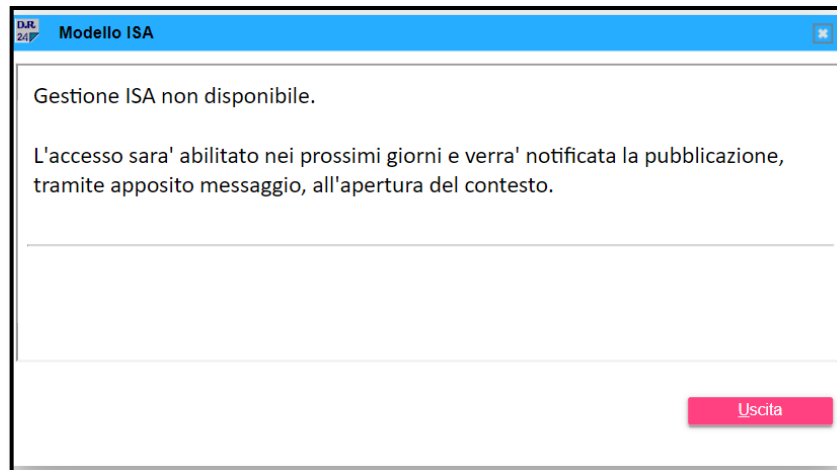 D.R.
24
Modello ISA
Gestione ISA non disponibile.
L'accesso sara' abilitato nei prossimi giorni e verra' notificata la pubblicazione,
tramite apposito messaggio, all'apertura del contesto.
Uscita